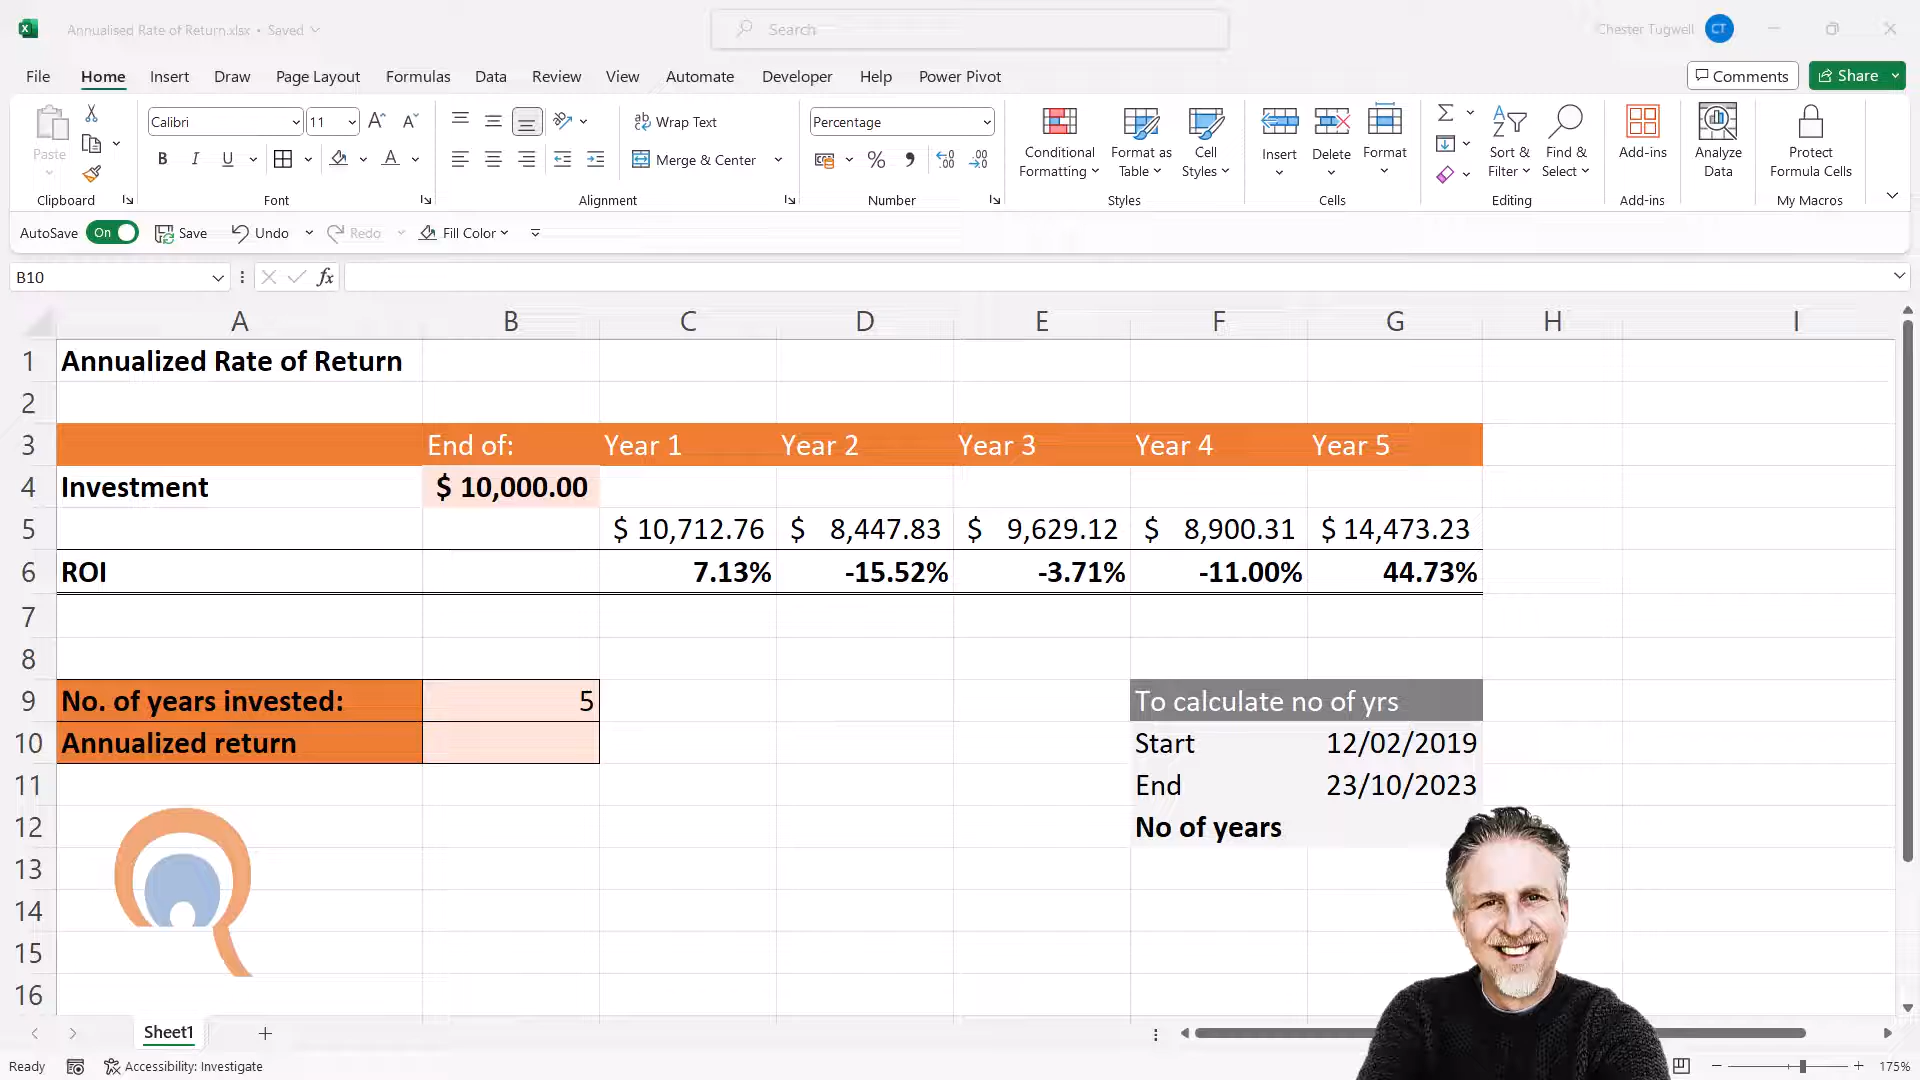 Annualised Rate of Return.xlsx • Saved
Search
Chester Tugwell CT
File Home Insert Draw Page Layout Formulas Data Review View Automate Developer Help Power Pivot
Comments Share
Paste
Clipboard
Calibri 11
B I U A
Font
Wrap Text
Merge & Center
Alignment
Percentage
Number
Conditional Formatting
Format as Table
Cell Styles
Styles
Insert Delete Format
Cells
Sort & Filter
Find & Select
Editing
Add-ins
Add-ins
Analyze Data
Protect Formula Cells
My Macros
AutoSave On Save Undo Redo Fill Color
B10 fx
A B C D E F G H I
1 Annualized Rate of Return
2
3 End of: Year 1 Year 2 Year 3 Year 4 Year 5
4 Investment $ 10,000.00
5 $ 10,712.76 $ 8,447.83 $ 9,629.12 $ 8,900.31 $ 14,473.23
6 ROI 7.13% -15.52% -3.71% -11.00% 44.73%
7
8
9 No. of years invested: 5 To calculate no of yrs
10 Annualized return Start 12/02/2019
11 End 23/10/2023
12 No of years
13
14
15
16
Sheet1
Ready Accessibility: Investigate 175%